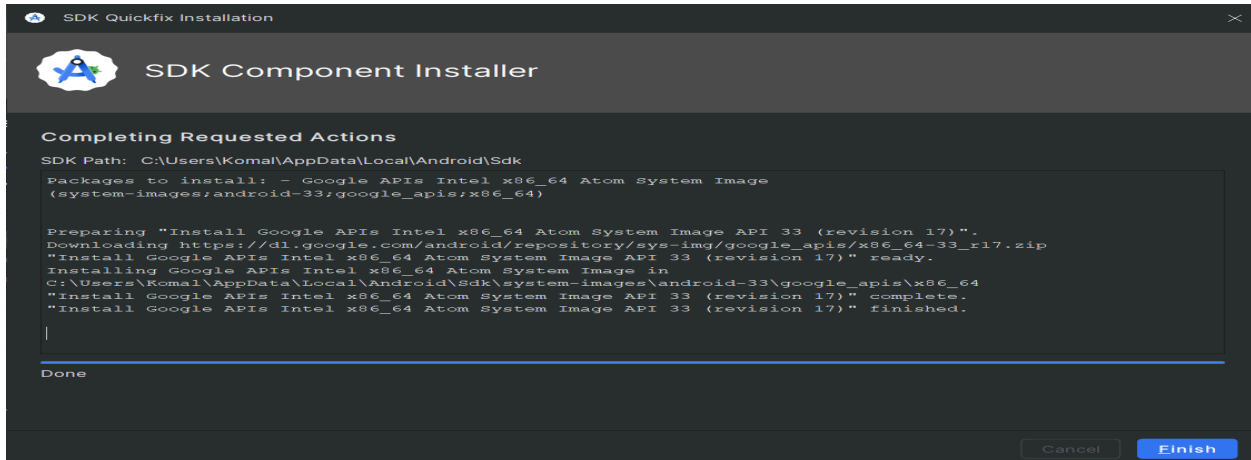 SDK Quickfix Installation
SDK Component Installer
Completing Requested Actions
SDK Path: C:\Users\Komal\AppData\Local\Android\Sdk
Packages to install: - Google APIs Intel x86_64 Atom System Image
(system-images;android-33;google_apis;x86_64)
Preparing "Install Google APIs Intel x86_64 Atom System Image API 33 (revision 17)".
Downloading https://dl.google.com/android/repository/sys-img/google_apis/x86_64-33_r17.zip
"Install Google APIs Intel x86_64 Atom System Image API 33 (revision 17)" ready.
Installing Google APIs Intel x86_64 Atom System Image in
C:\Users\Komal\AppData\Local\Android\Sdk\system-images\android-33\google_apis\x86_64
"Install Google APIs Intel x86_64 Atom System Image API 33 (revision 17)" complete.
"Install Google APIs Intel x86_64 Atom System Image API 33 (revision 17)" finished.
Done
Cancel Finish